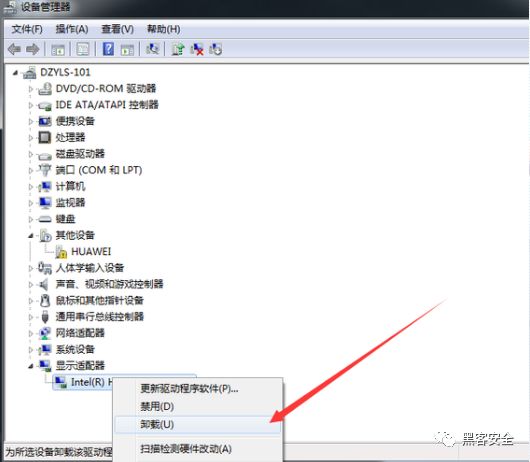 设备管理器
文件(F) 操作(A) 查看(V) 帮助(H)
DZYLS-101
DVD/CD-ROM 驱动器
IDE ATA/ATAPI 控制器
便携设备
处理器
磁盘驱动器
端口 (COM 和 LPT)
计算机
监视器
键盘
其他设备
HUAWEI
人体学输入设备
声音、视频和游戏控制器
鼠标和其他指针设备
通用串行总线控制器
网络适配器
系统设备
显示适配器
Intel(R) H
更新驱动程序软件(P)...
禁用(D)
卸载(U)
扫描检测硬件改动(A)
为所选设备卸载该驱动程
黑客安全